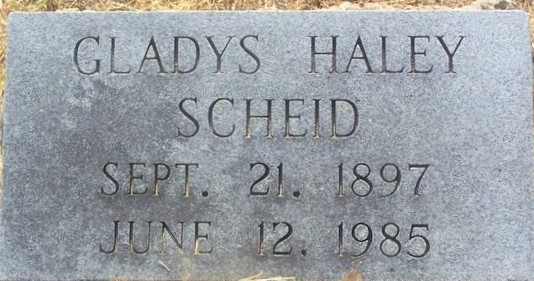 GLADYS HALEY
SCHEID
SEPT. 21. 1897
JUNE 12. 1985